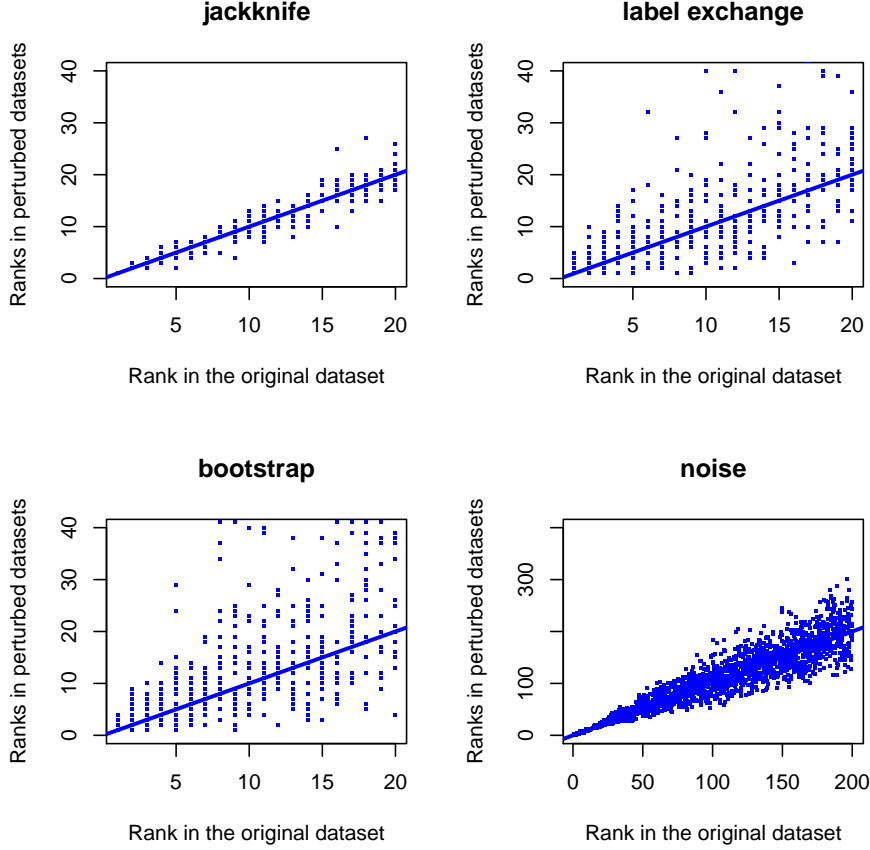 jackknife
Ranks in perturbed datasets
0 10 20 30 40
5 10 15 20
Rank in the original dataset
label exchange
Ranks in perturbed datasets
0 10 20 30 40
5 10 15 20
Rank in the original dataset
bootstrap
Ranks in perturbed datasets
0 10 20 30 40
5 10 15 20
Rank in the original dataset
noise
Ranks in perturbed datasets
0 100 300
0 50 100 150 200
Rank in the original dataset